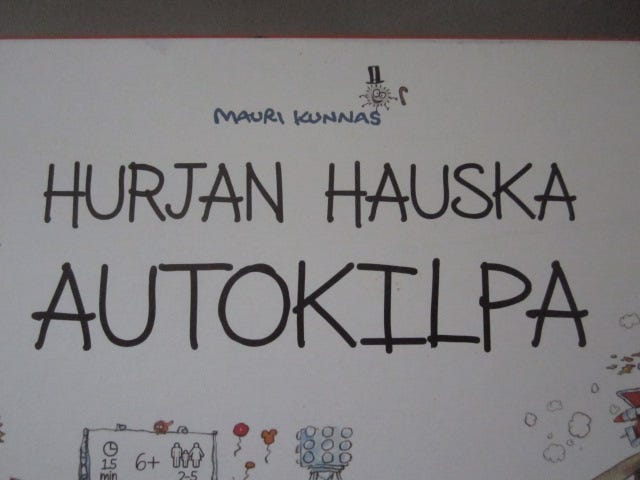 MAURI KUNNAS
HURJAN HAUSKA
AUTOKILPA
15 min
6+
2-5